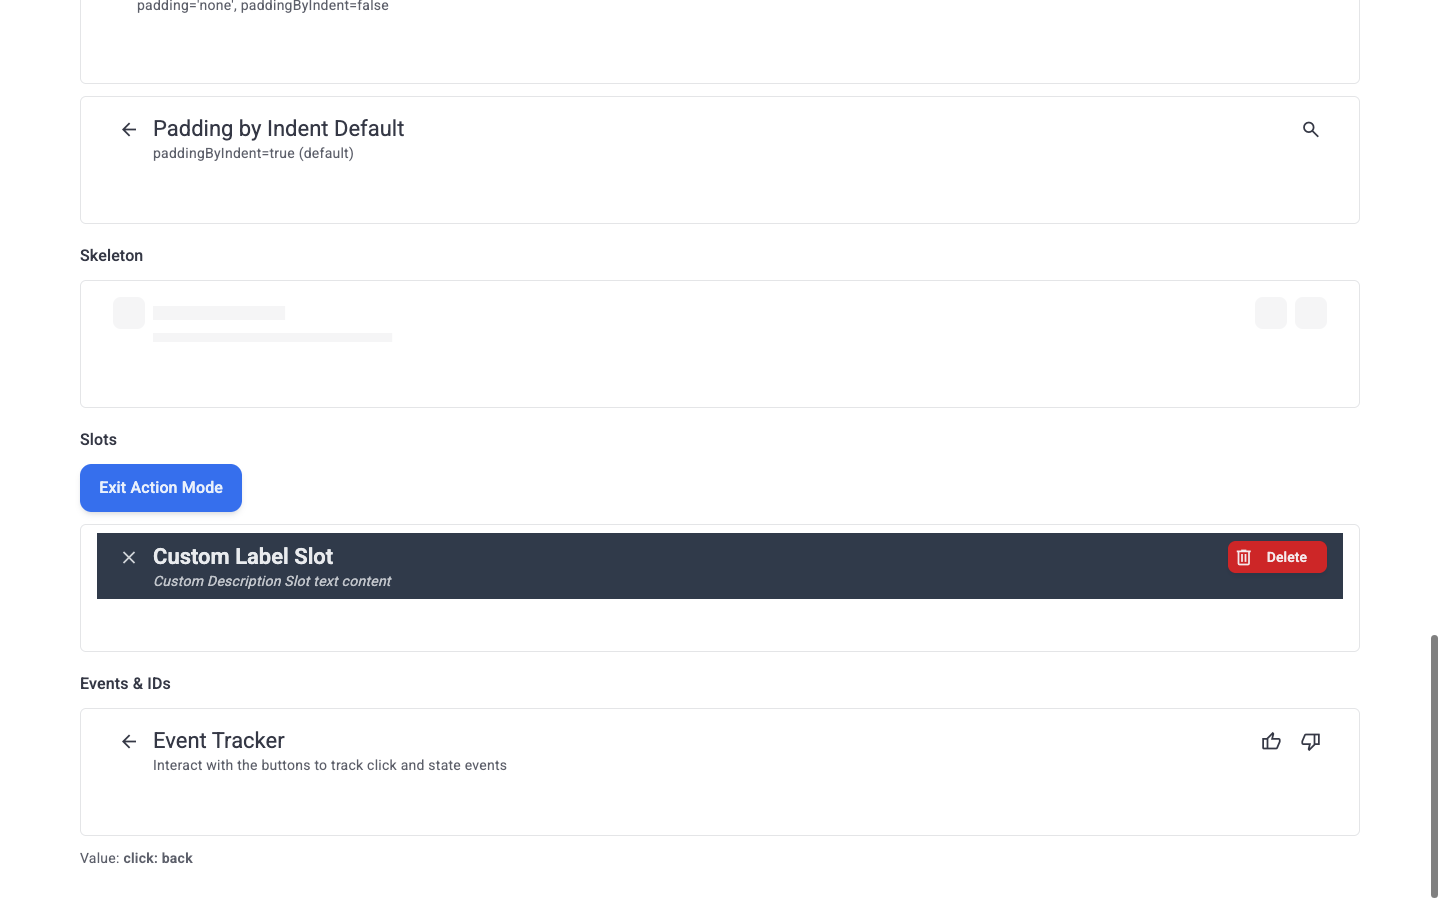 padding='none', paddingByIndent=false
Padding by Indent Default
paddingByIndent=true (default)
Skeleton
Slots
Exit Action Mode
Custom Label Slot
Delete
Custom Description Slot text content
Events & IDs
Event Tracker
Interact with the buttons to track click and state events
Value: click: back